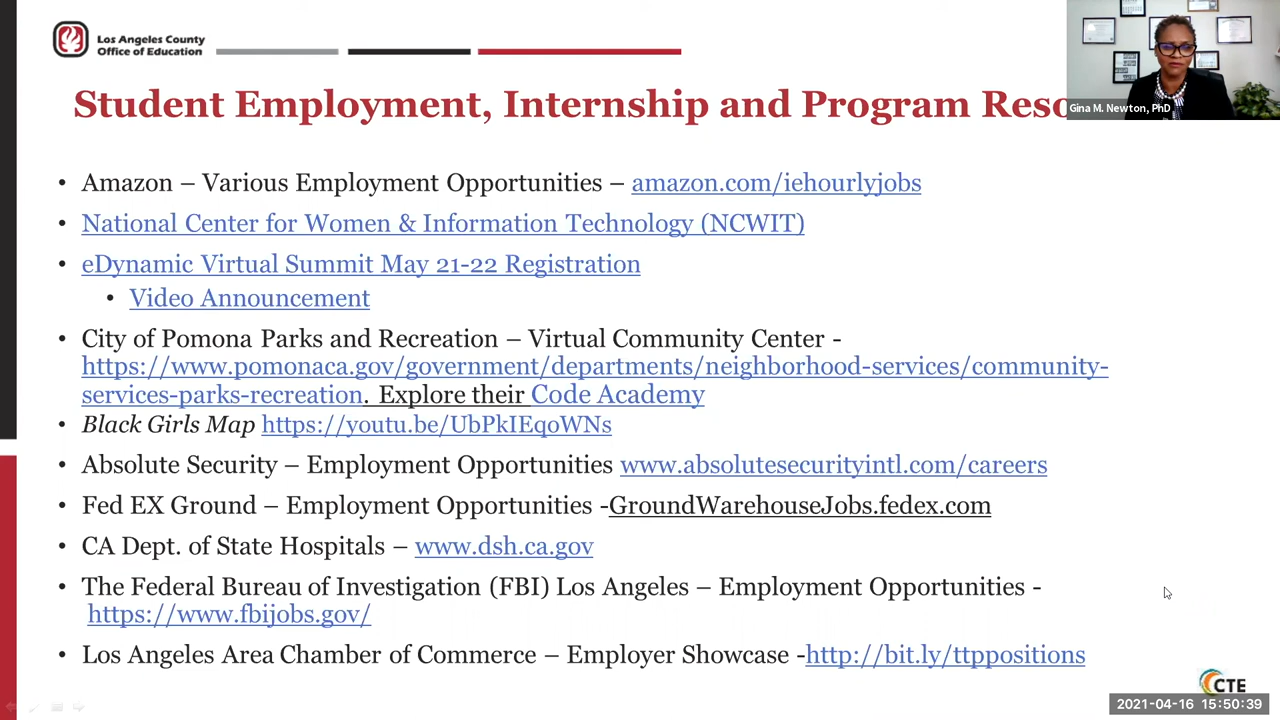 Los Angeles County
Office of Education
Gina M. Newton, PhD
Student Employment, Internship and Program
• Amazon – Various Employment Opportunities – amazon.com/iehourlyjobs
• National Center for Women & Information Technology (NCWIT)
• eDynamic Virtual Summit May 21-22 Registration
• Video Announcement
• City of Pomona Parks and Recreation – Virtual Community Center -
https://www.pomonaca.gov/government/departments/neighborhood-services/community-
services-parks-recreation. Explore their Code Academy
• Black Girls Map https://youtu.be/UbPkIEqoWNs
• Absolute Security – Employment Opportunities www.absolutesecurityintl.com/careers
• Fed EX Ground – Employment Opportunities -GroundWarehouseJobs.fedex.com
• CA Dept. of State Hospitals – www.dsh.ca.gov
• The Federal Bureau of Investigation (FBI) Los Angeles – Employment Opportunities -
https://www.fbijobs.gov/
• Los Angeles Area Chamber of Commerce – Employer Showcase -http://bit.ly/ttppositions
CTE
2021-04-16 15:50:39